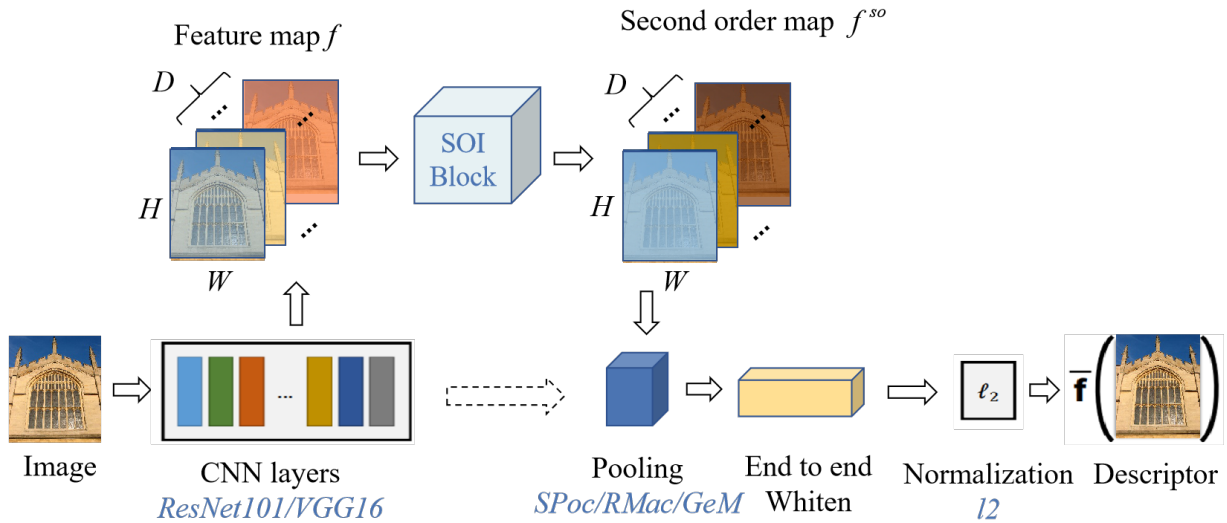 Feature map f
Second order map f^so
D
...
...
H
...
W
SOI
Block
D
...
...
H
...
W
...
ℓ₂
f̅ ( )
Image
CNN layers
ResNet101/VGG16
Pooling
SPoc/RMac/GeM
End to end
Whiten
Normalization
l2
Descriptor